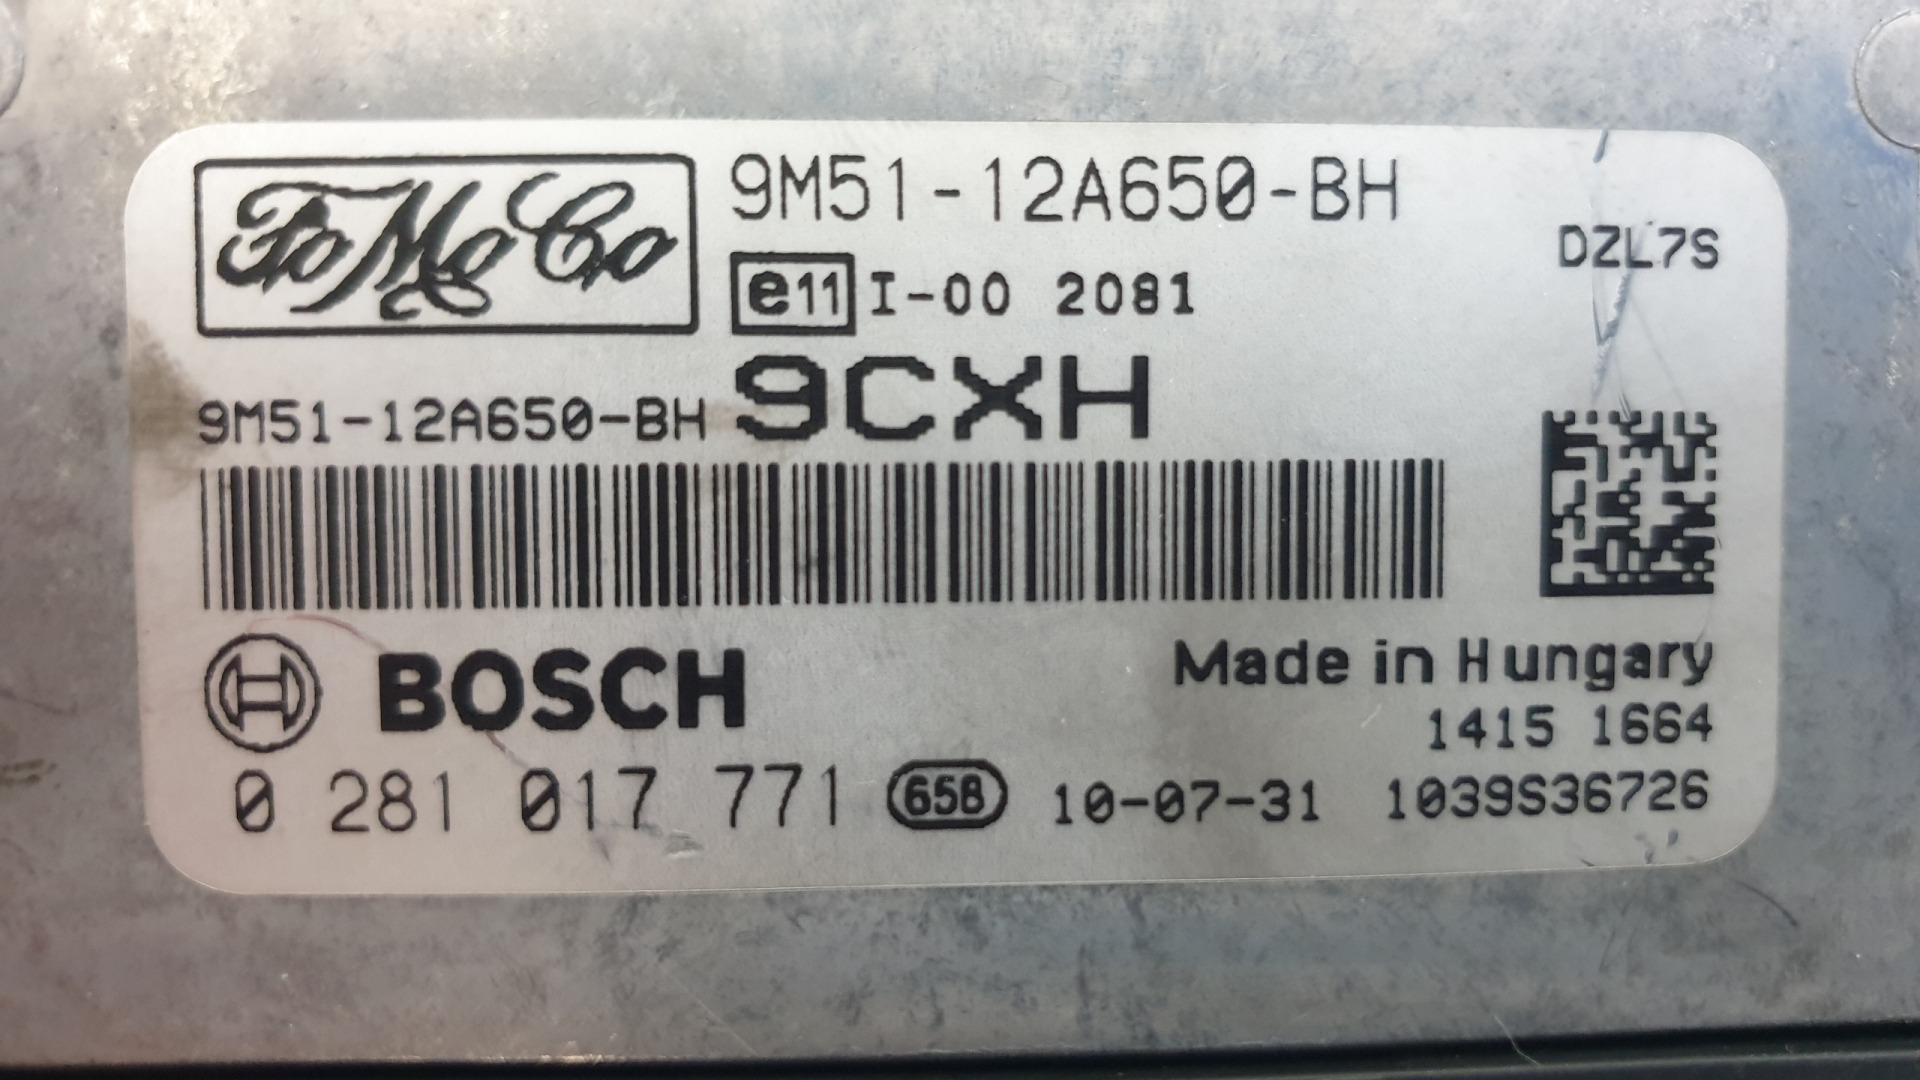 FoMoCo
9M51-12A650-BH
e11 I-00 2081
DZL7S
9M51-12A650-BH
9CXH
BOSCH
Made in Hungary
1415 1664
0 281 017 771
65B
10-07-31
1039S36726